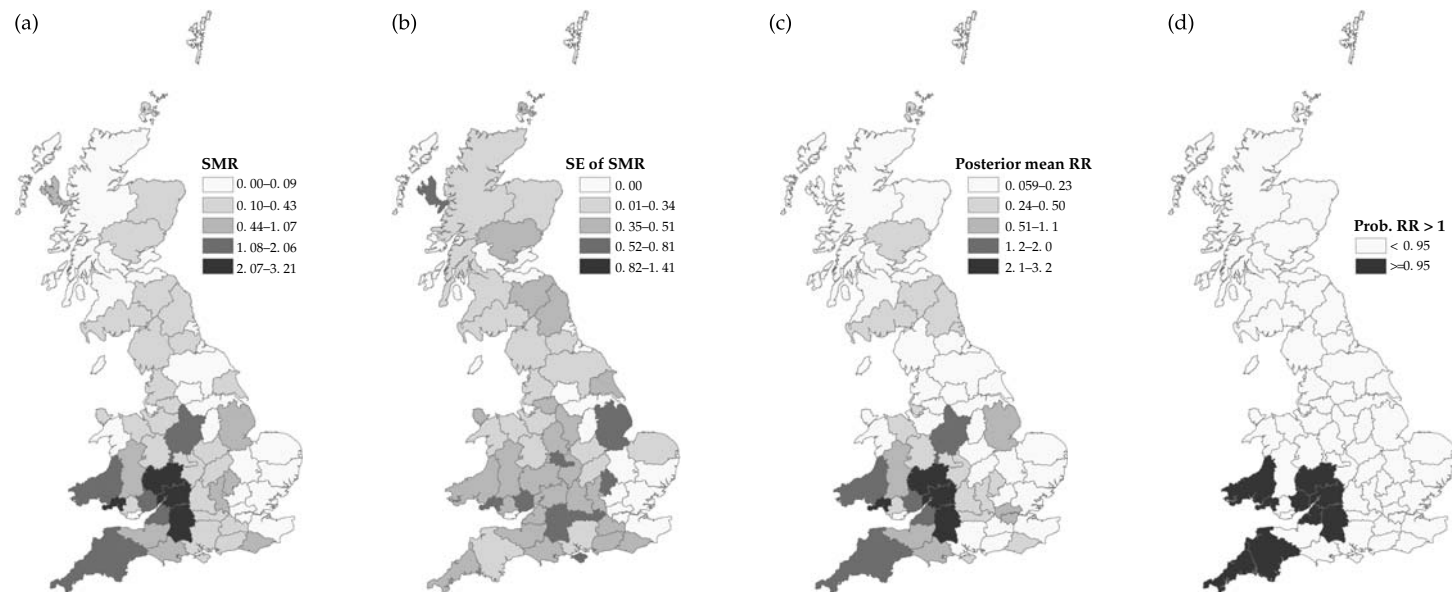 (a)
(b)
(c)
(d)
SMR
0. 00–0. 09
0. 10–0. 43
0. 44–1. 07
1. 08–2. 06
2. 07–3. 21
SE of SMR
0. 00
0. 01–0. 34
0. 35–0. 51
0. 52–0. 81
0. 82–1. 41
Posterior mean RR
0. 059–0. 23
0. 24–0. 50
0. 51–1. 1
1. 2–2. 0
2. 1–3. 2
Prob. RR > 1
< 0. 95
>=0. 95